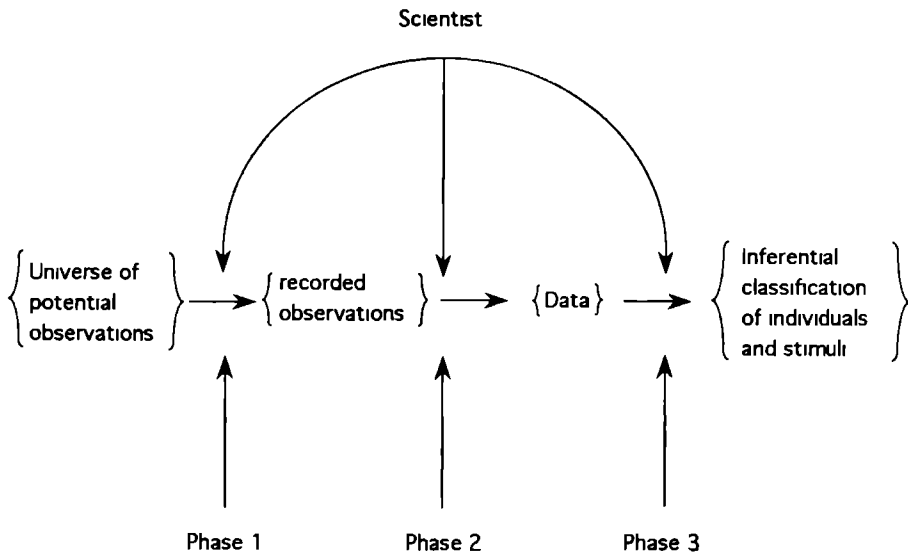 Scientist
Universe of
potential
observations
recorded
observations
{Data}
Inferential
classification
of individuals
and stimuli
Phase 1
Phase 2
Phase 3